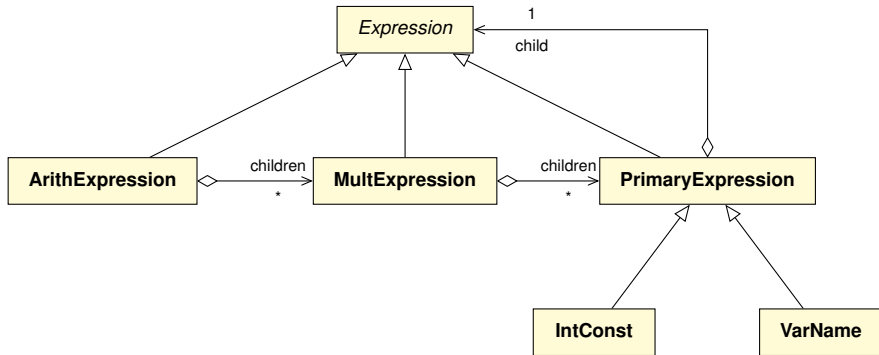 Expression
1
child
ArithExpression
children
*
MultExpression
children
*
PrimaryExpression
IntConst
VarName